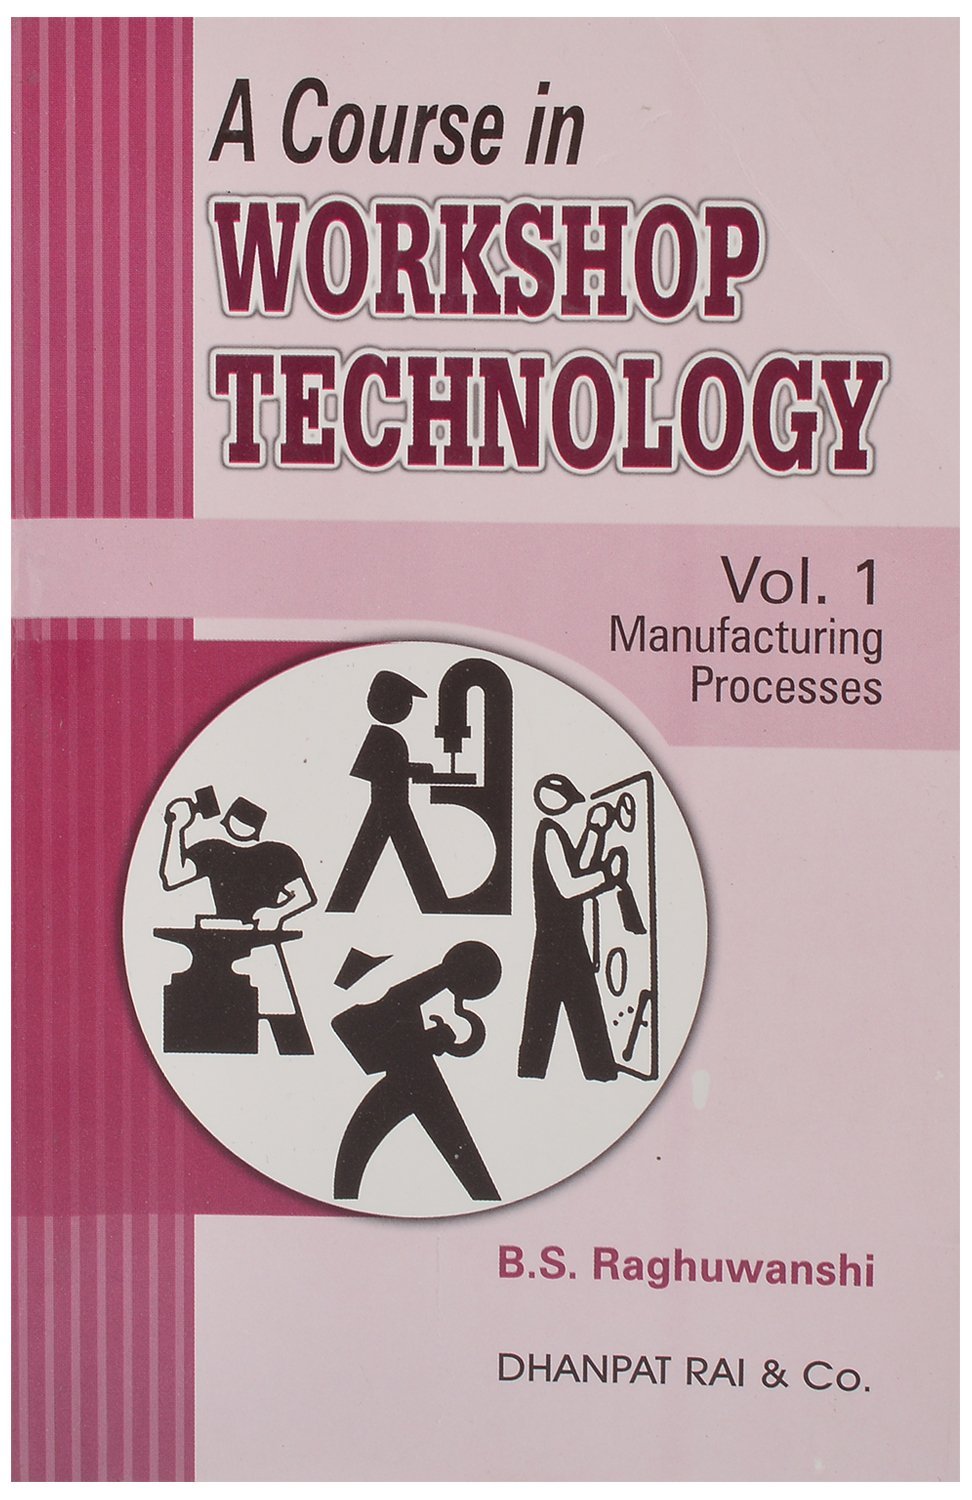 A Course in
WORKSHOP
TECHNOLOGY
Vol. 1
Manufacturing
Processes
B.S. Raghuwanshi
DHANPAT RAI & Co.